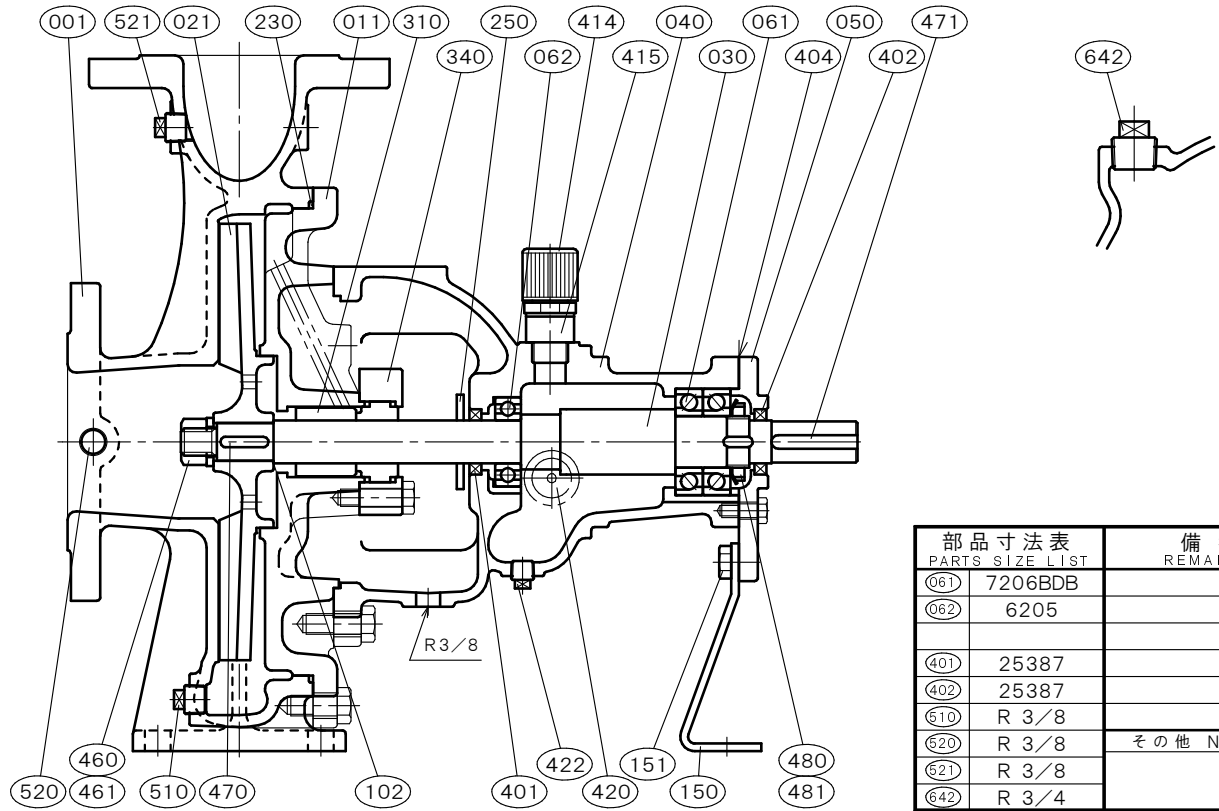 001 521 021 230 011 310 250 414 040 061 050 471
340 062 415 030 404 402 642
R3/8
460
461
520 510 470 102 401 422 420 151 150 480
481
部品寸法表 備
PARTS SIZE LIST REMA
061 7206BDB
062 6205
401 25387
402 25387
510 R 3/8
520 R 3/8
その他 N
521 R 3/8
642 R 3/4